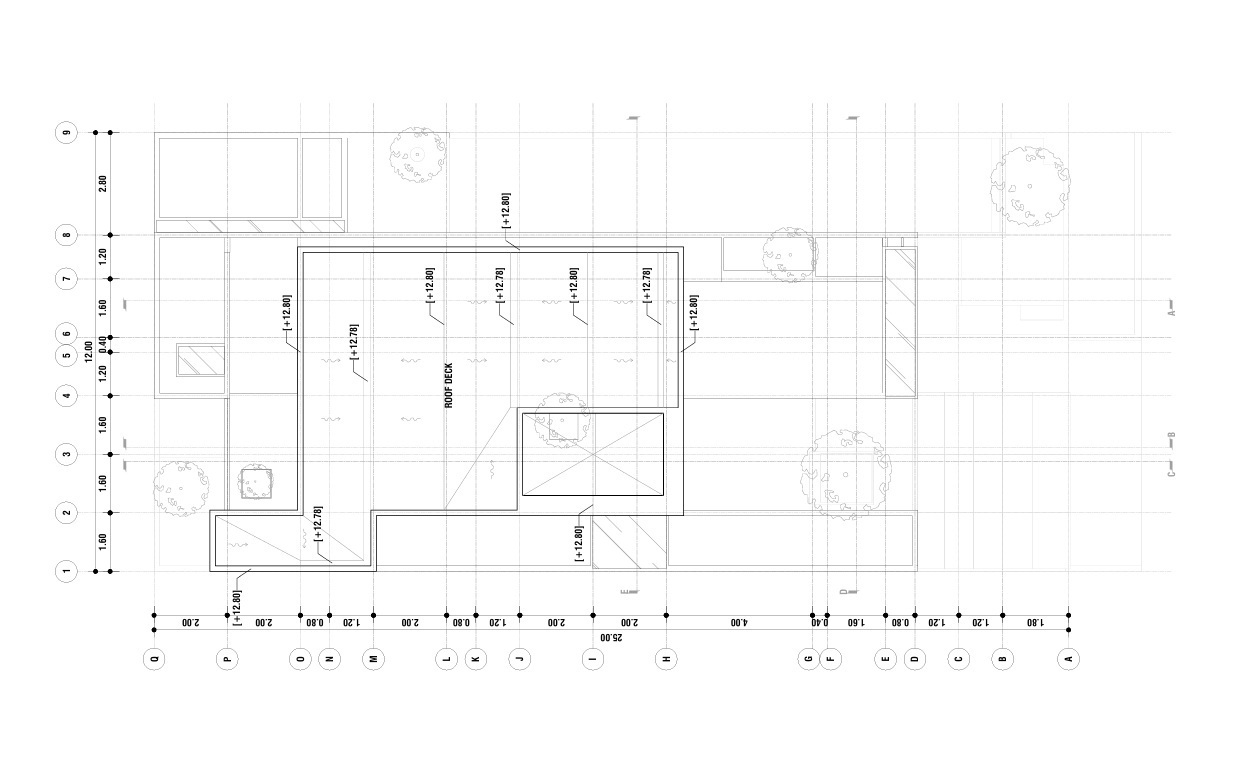 9
8
7
6
5
4
3
2
1
2.80
1.20
1.60
0.40
1.20
1.60
1.60
1.60
12.00
[+12.80]
[+12.80]
[+12.78]
[+12.80]
[+12.78]
[+12.80]
[+12.78]
[+12.80]
ROOF DECK
[+12.78]
[+12.80]
[+12.80]
A
B
C
E
D
2.00
2.00
0.80
1.20
2.00
0.80
1.20
2.00
2.00
4.00
0.40
1.60
0.80
1.20
1.20
1.80
25.00
Q
P
O
N
M
L
K
J
I
H
G
F
E
D
C
B
A